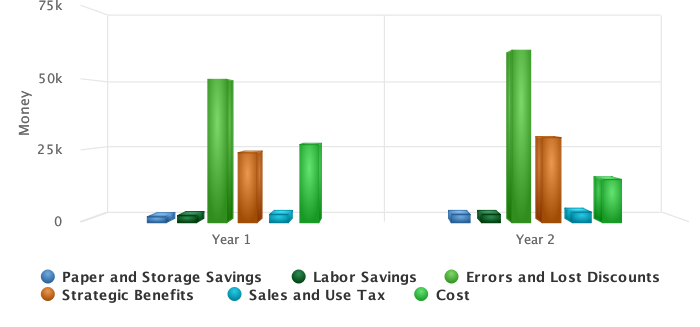 75k
50k
25k
0
Money
Year 1
Year 2
Paper and Storage Savings
Labor Savings
Errors and Lost Discounts
Strategic Benefits
Sales and Use Tax
Cost